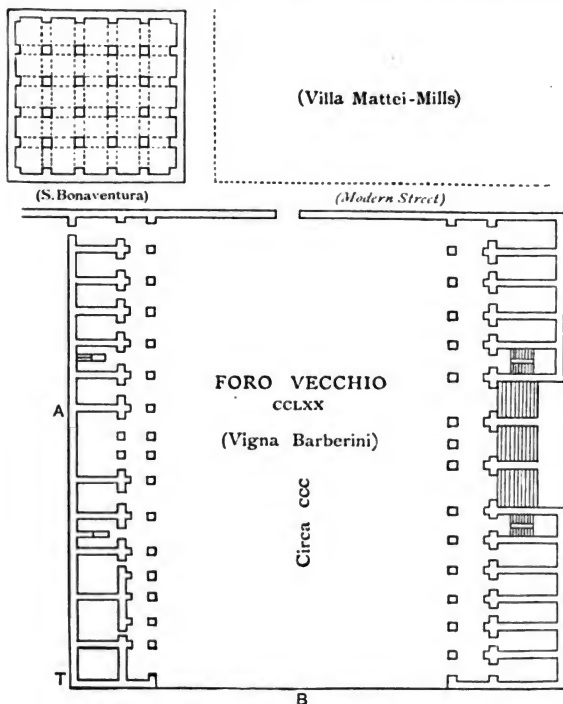 (Villa Mattei-Mills)
(S. Bonaventura)
(Modern Street)
FORO VECCHIO
CCLXX
A
(Vigna Barberini)
Circa CCC
T
B